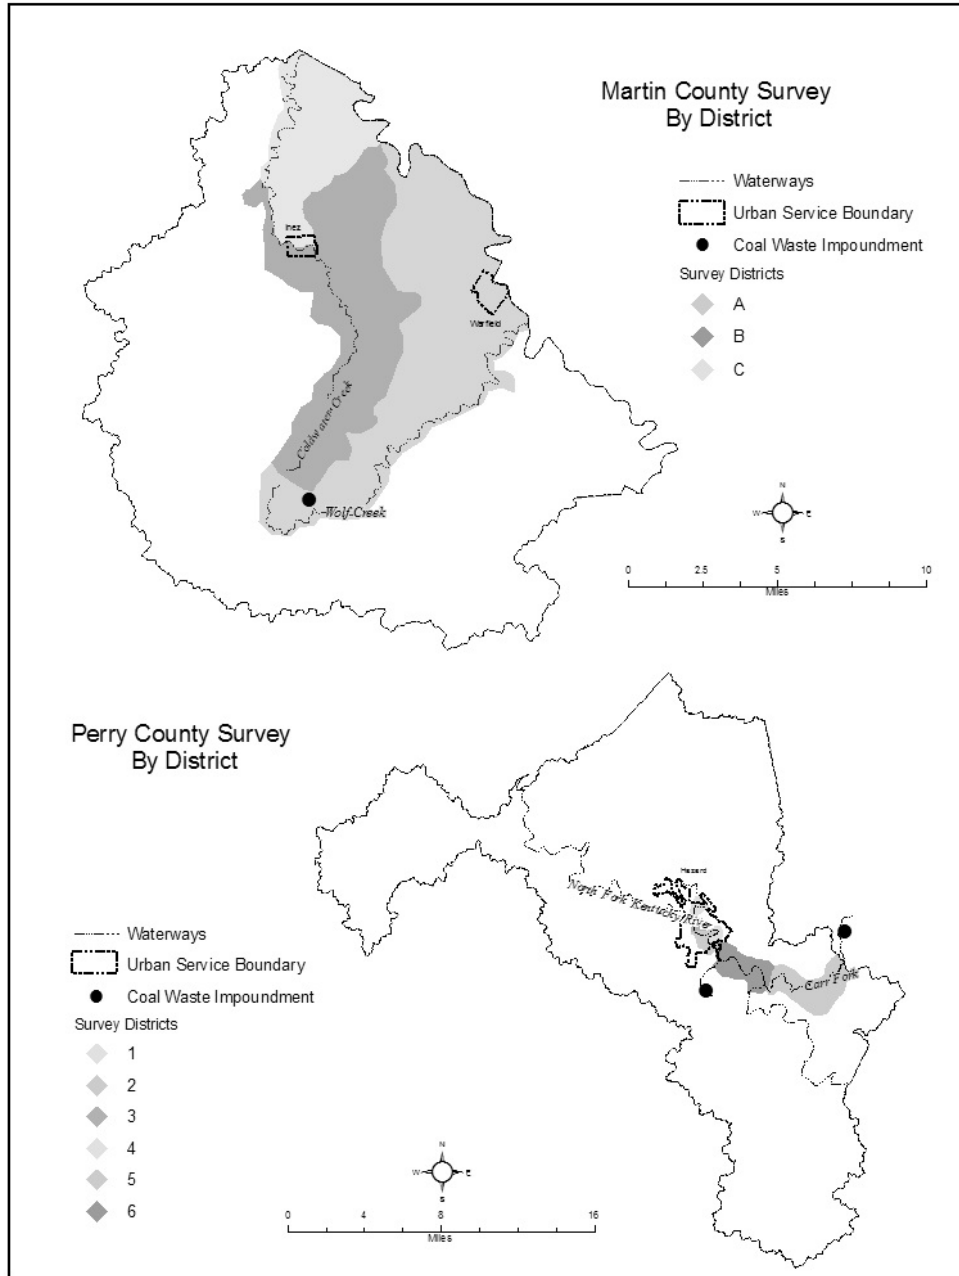 Martin County Survey
By District
Waterways
Urban Service Boundary
Coal Waste Impoundment
Survey Districts
A
B
C
Inez
Warfield
Coldwater Creek
Wolf Creek
N
W
E
S
0 2.5 5 10
Miles
Perry County Survey
By District
Hazard
North Fork Kentucky River
Carr Fork
Waterways
Urban Service Boundary
Coal Waste Impoundment
Survey Districts
1
2
3
4
5
6
N
W
E
S
0 4 8 16
Miles